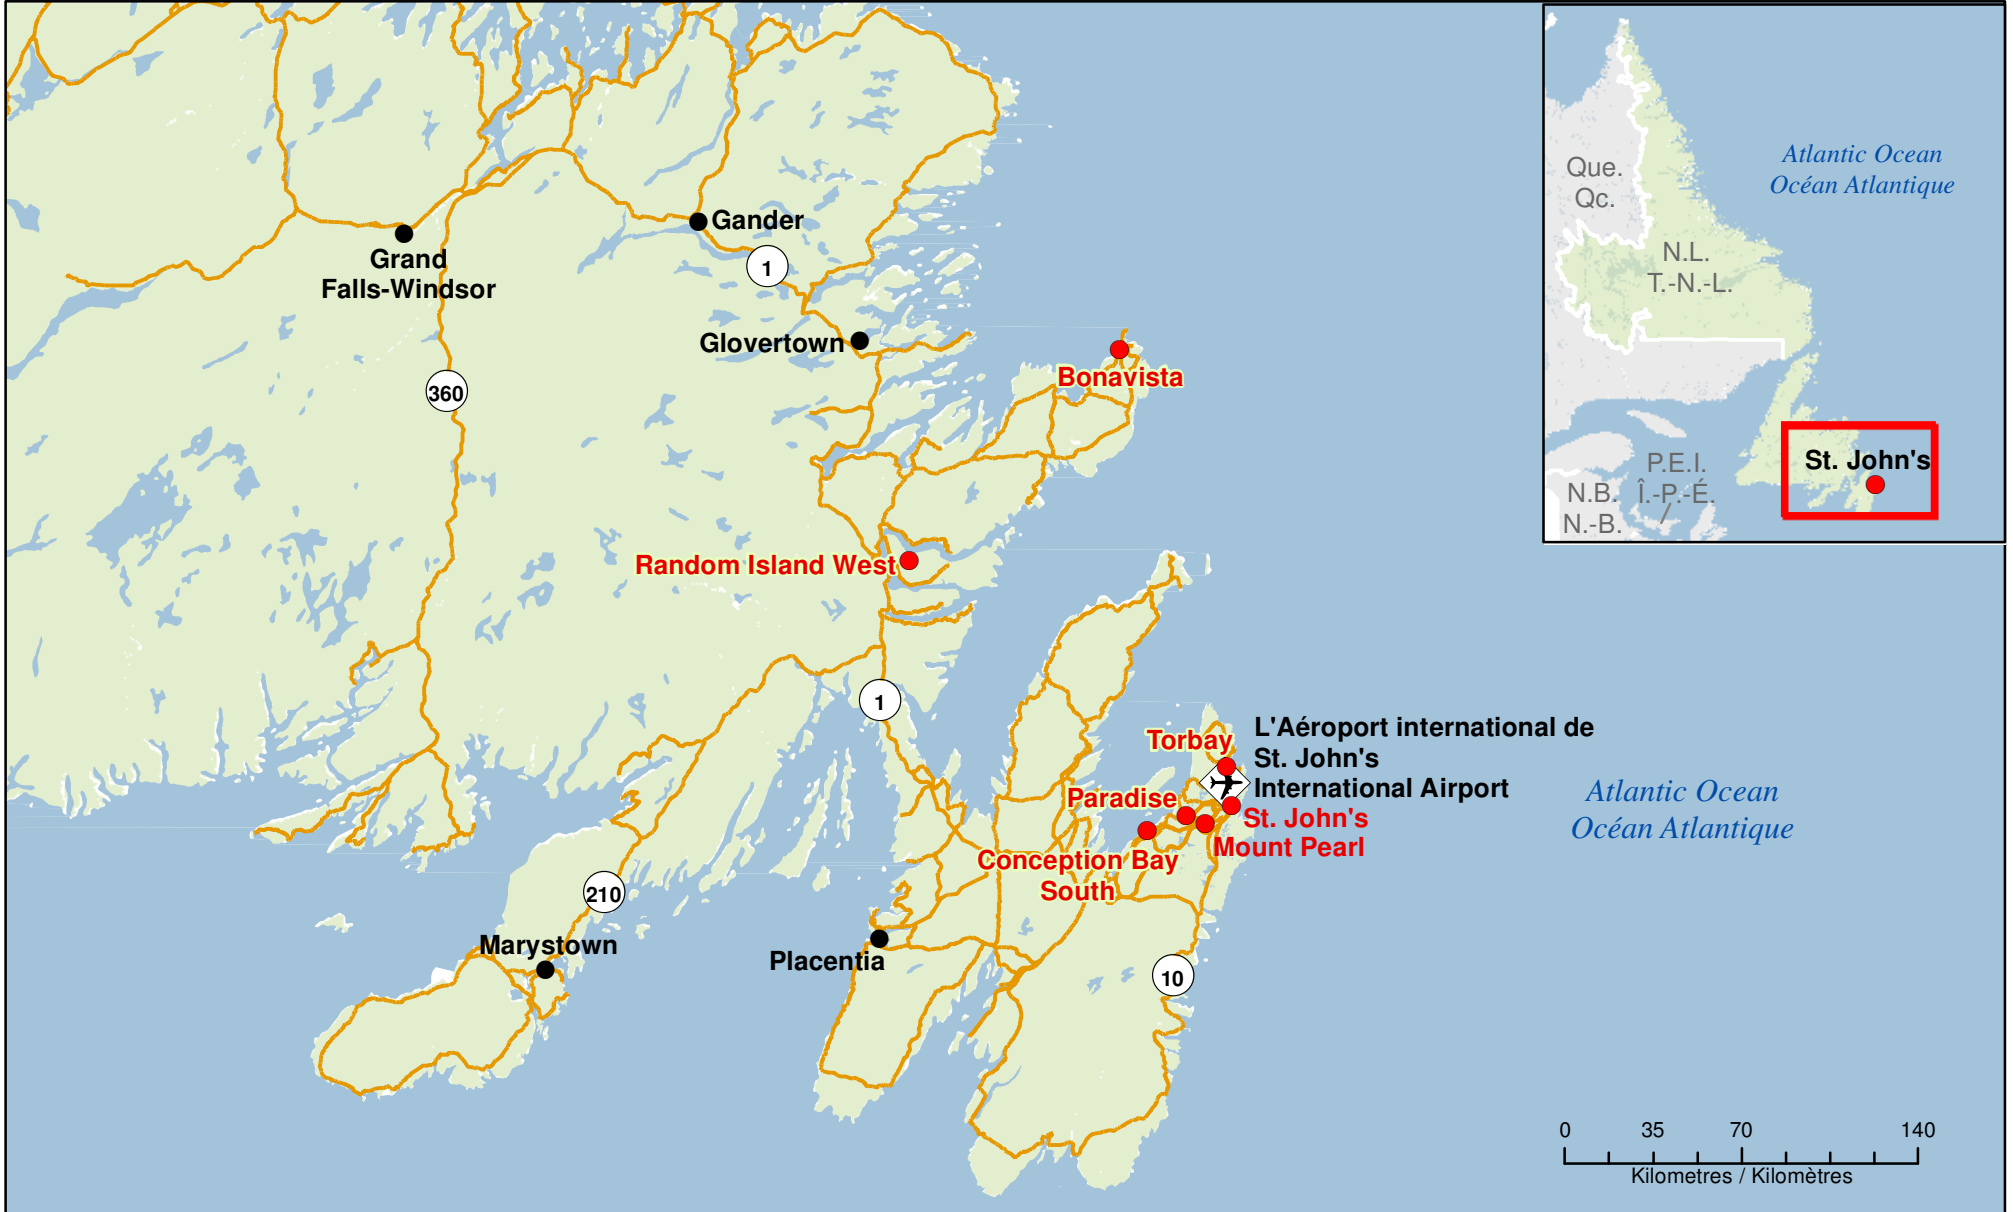 Gander
1
Grand
Falls-Windsor
Glovertown
360
Bonavista
Random Island West
1
Torbay
L'Aéroport international de
St. John's
International Airport
Paradise
St. John's
Mount Pearl
Conception Bay
South
210
Marystown
Placentia
10
Atlantic Ocean
Océan Atlantique
0 35 70 140
Kilometres / Kilomètres
Atlantic Ocean
Océan Atlantique
Que.
Qc.
N.L.
T.-N.-L.
St. John's
P.E.I.
Î.-P.-É.
N.B.
N.-B.